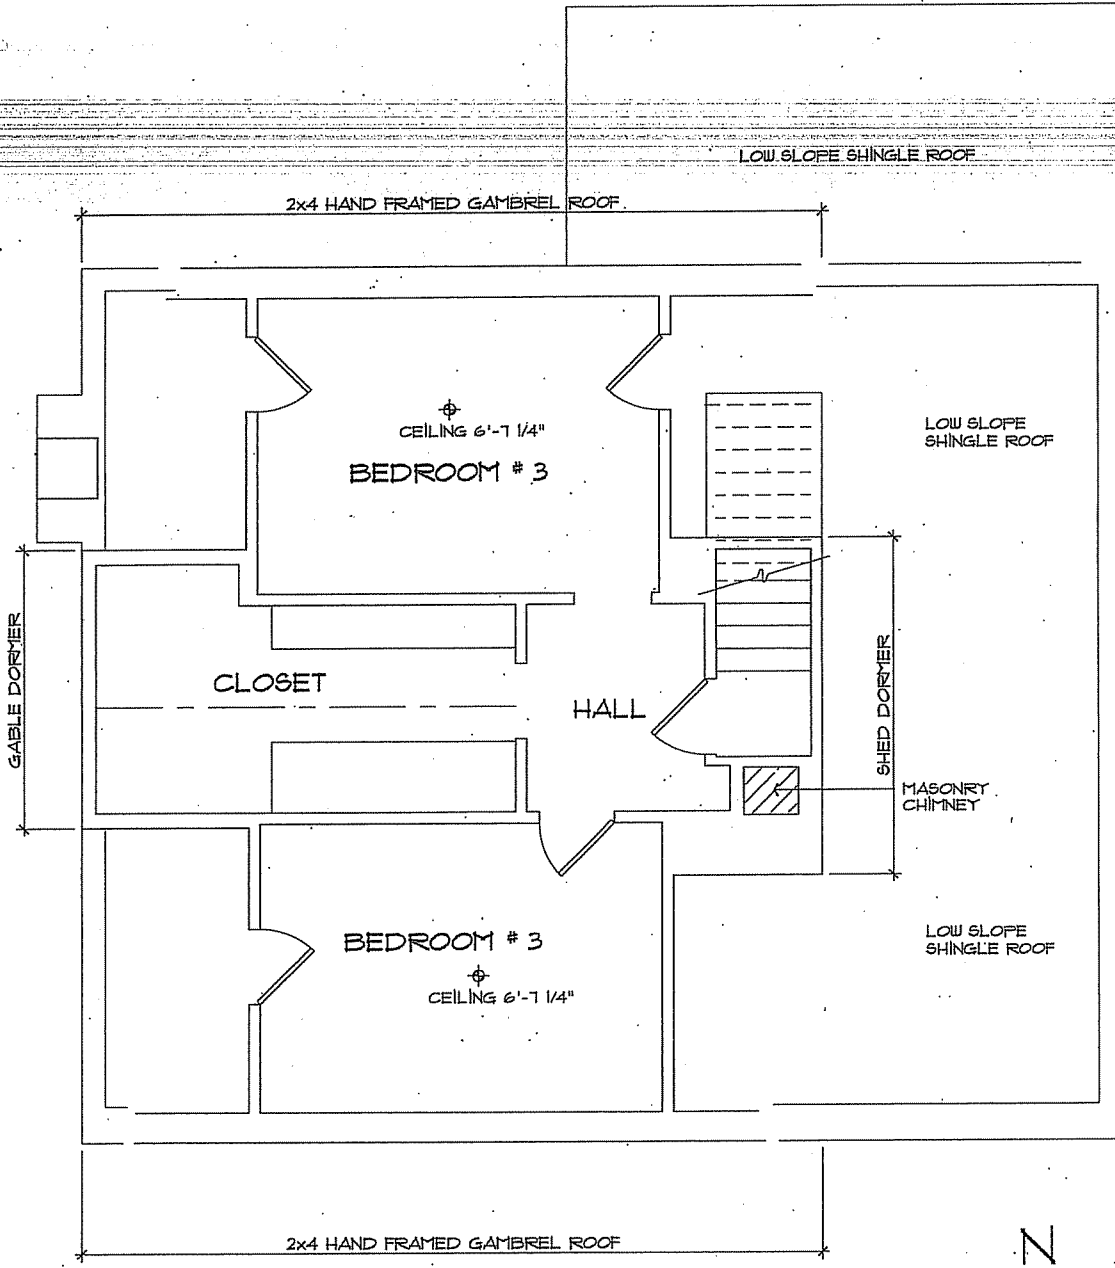 LOW SLOPE SHINGLE ROOF
2x4 HAND FRAMED GAMBREL ROOF
CEILING 6'-7 1/4"
BEDROOM # 3
LOW SLOPE
SHINGLE ROOF
GABLE DORMER
CLOSET
HALL
SHED DORMER
MASONRY
CHIMNEY
BEDROOM # 3
CEILING 6'-7 1/4"
LOW SLOPE
SHINGLE ROOF
2x4 HAND FRAMED GAMBREL ROOF
N